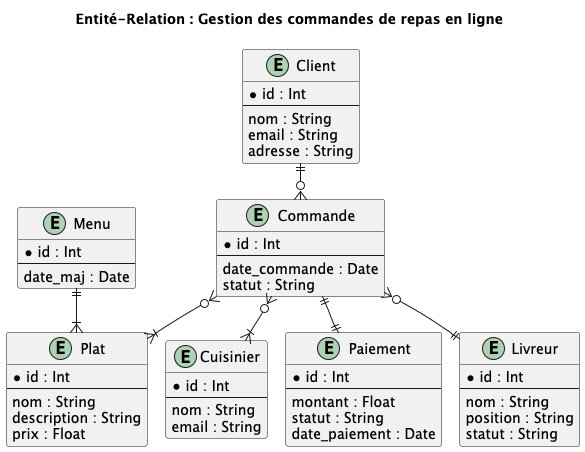 Entité-Relation : Gestion des commandes de repas en ligne
E Client
* id : Int
nom : String
email : String
adresse : String
E Menu
* id : Int
date_maj : Date
E Commande
* id : Int
date_commande : Date
statut : String
E Plat
* id : Int
nom : String
description : String
prix : Float
E Cuisinier
* id : Int
nom : String
email : String
E Paiement
* id : Int
montant : Float
statut : String
date_paiement : Date
E Livreur
* id : Int
nom : String
position : String
statut : String